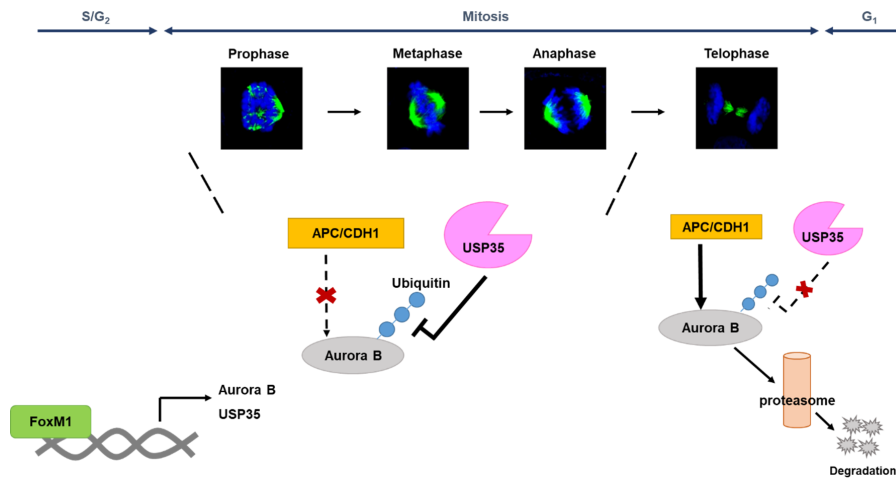 S/G₂
Mitosis
G₁
Prophase
Metaphase
Anaphase
Telophase
APC/CDH1
USP35
Ubiquitin
Aurora B
APC/CDH1
USP35
Aurora B
proteasome
Degradation
FoxM1
Aurora B
USP35